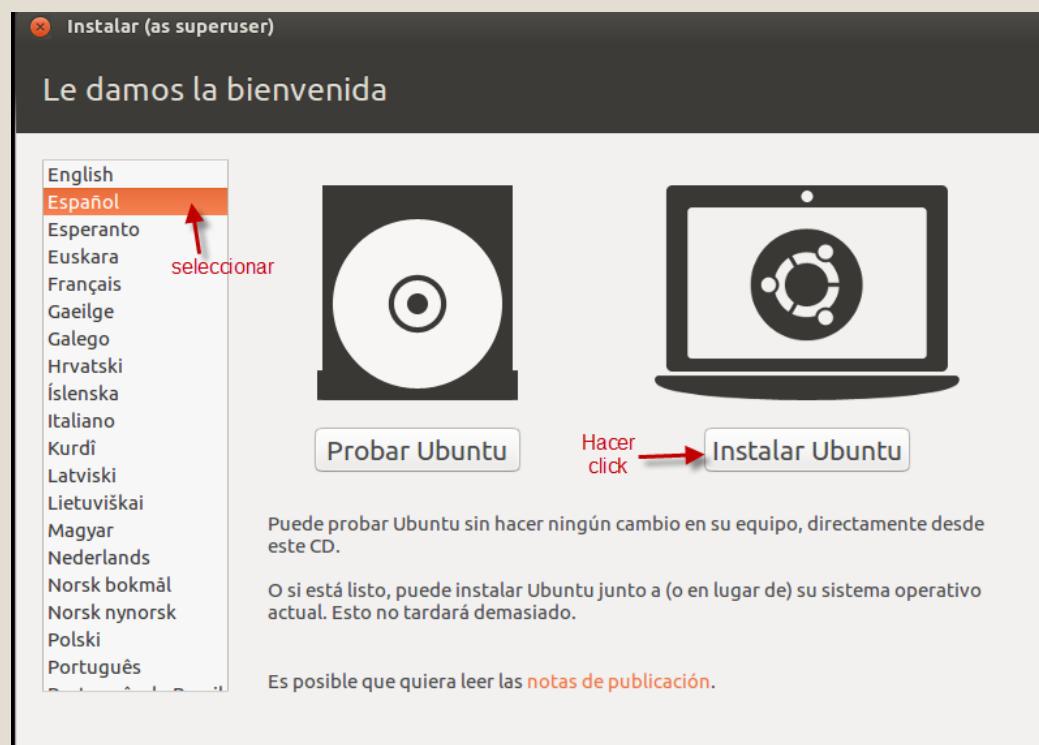 Instalar (as superuser)
Le damos la bienvenida
English
Español
Esperanto
Euskara
Français
Gaeilge
Galego
Hrvatski
Íslenska
Italiano
Kurdî
Latviski
Lietuviškai
Magyar
Nederlands
Norsk bokmål
Norsk nynorsk
Polski
Português
seleccionar
Probar Ubuntu
Hacer
click
Instalar Ubuntu
Puede probar Ubuntu sin hacer ningún cambio en su equipo, directamente desde
este CD.
O si está listo, puede instalar Ubuntu junto a (o en lugar de) su sistema operativo
actual. Esto no tardará demasiado.
Es posible que quiera leer las notas de publicación.